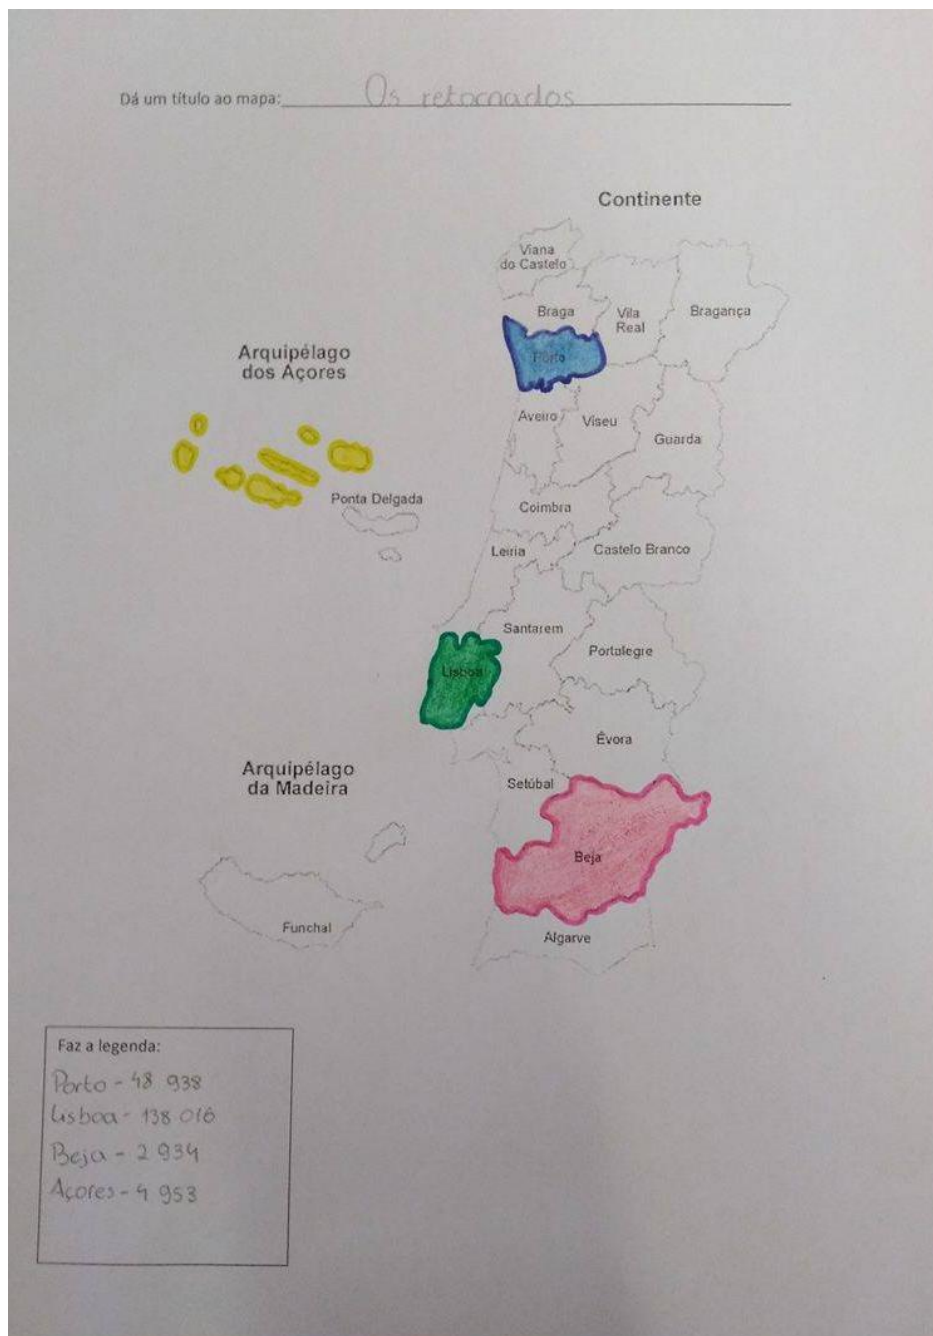 Dá um título ao mapa: Os retornados
Continente
Viana
do Castelo
Braga
Vila
Real
Bragança
Porto
Arquipélago
dos Açores
Aveiro
Viseu
Guarda
Ponta Delgada
Coimbra
Leiria
Castelo Branco
Santarem
Portalegre
Lisboa
Évora
Arquipélago
da Madeira
Setúbal
Beja
Funchal
Algarve
Faz a legenda:
Porto - 48 938
Lisboa - 138 016
Beja - 2 934
Açores - 4 953